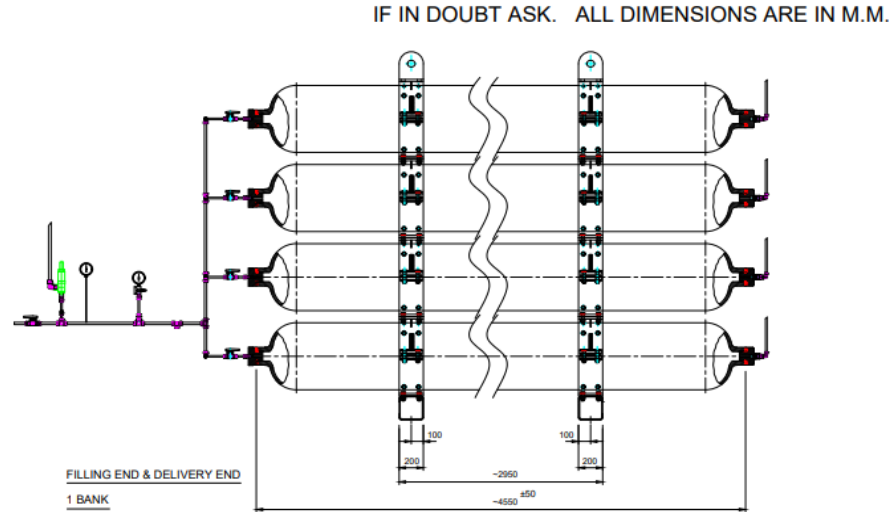 IF IN DOUBT ASK. ALL DIMENSIONS ARE IN M.M.
100
100
200
200
~2950
±50
~4550
FILLING END & DELIVERY END
1 BANK